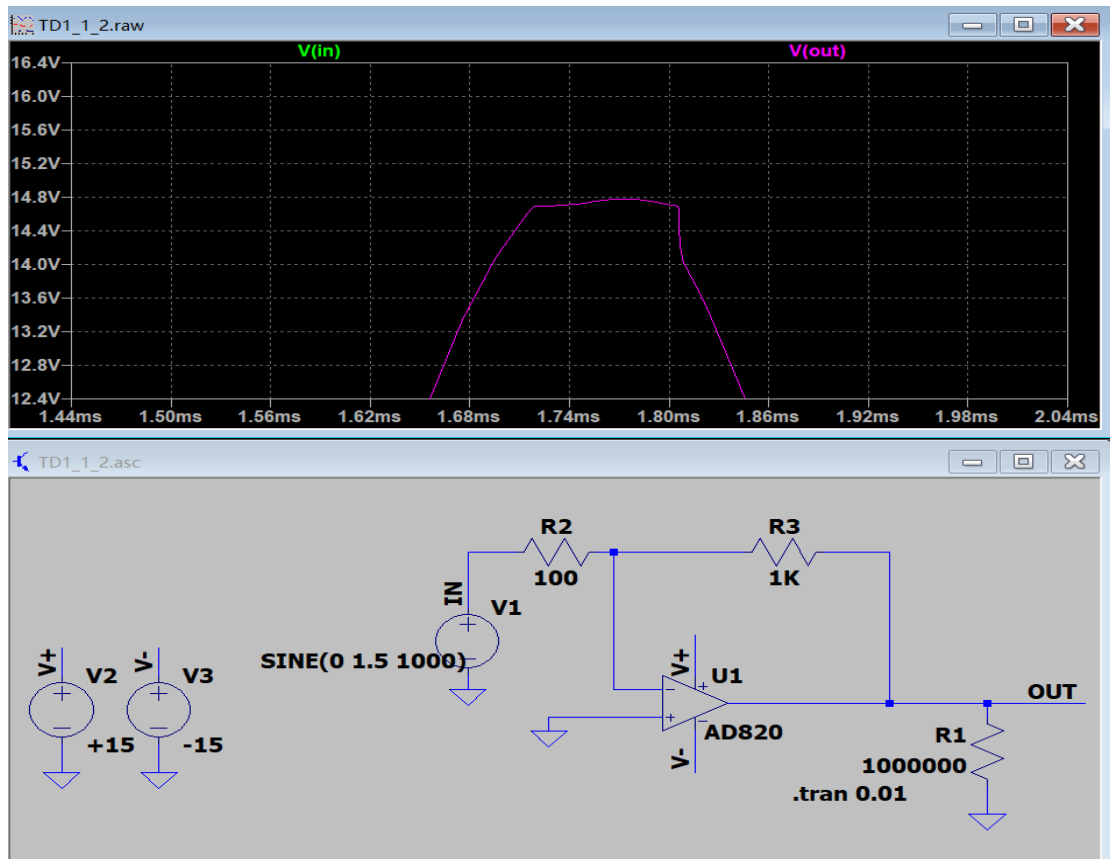 TD1_1_2.raw
V(in) V(out)
16.4V
16.0V
15.6V
15.2V
14.8V
14.4V
14.0V
13.6V
13.2V
12.8V
12.4V
1.44ms 1.50ms 1.56ms 1.62ms 1.68ms 1.74ms 1.80ms 1.86ms 1.92ms 1.98ms 2.04ms
TD1_1_2.asc
R2 R3
100 1K
IN
V1
SINE(0 1.5 1000)
V+ V2 V- V3
+15 -15
V+ U1
AD820
V-
OUT
R1
1000000
.tran 0.01